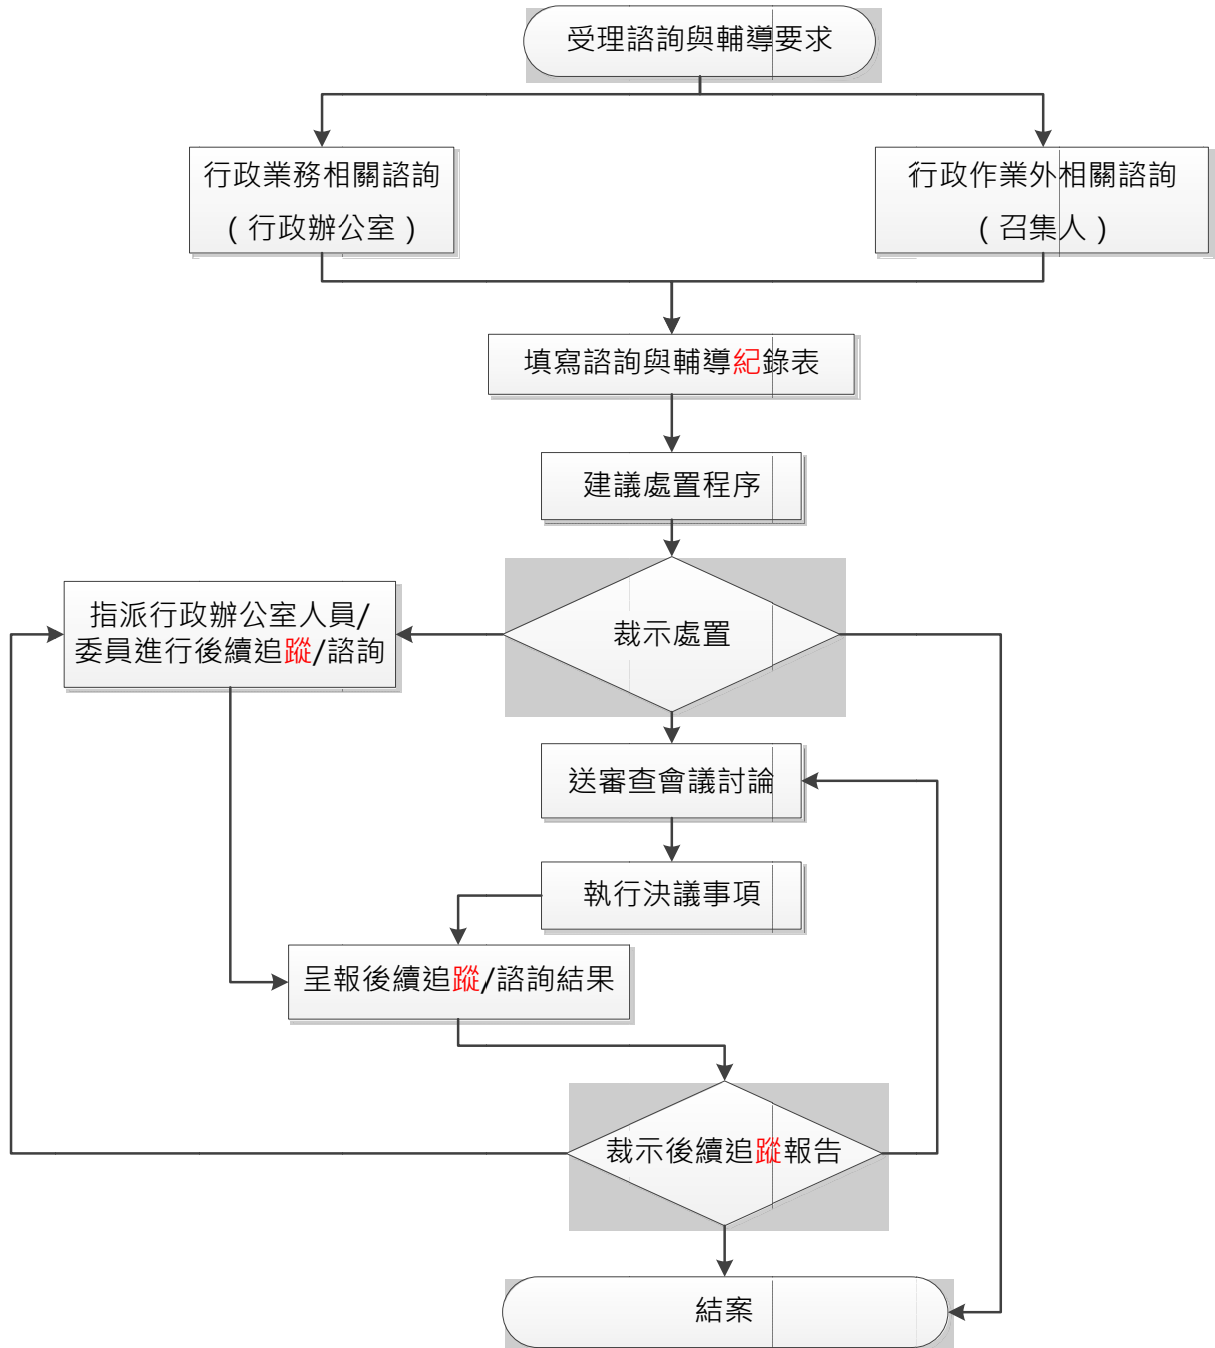 受理諮詢與輔導要求
行政業務相關諮詢
(行政辦公室)
行政作業外相關諮詢
(召集人)
填寫諮詢與輔導紀錄表
建議處置程序
裁示處置
指派行政辦公室人員/
委員進行後續追蹤/諮詢
送審查會議討論
執行決議事項
呈報後續追蹤/諮詢結果
裁示後續追蹤報告
結案